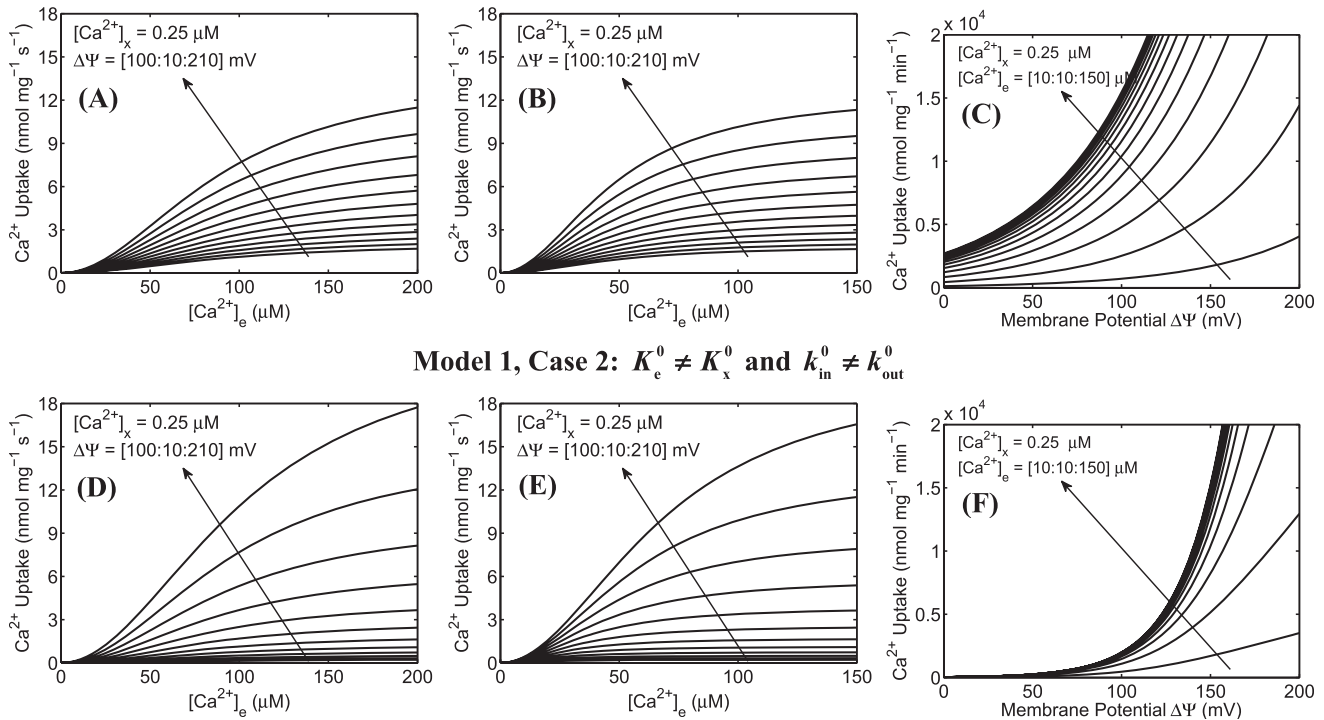 18
15
12
9
6
3
0
Ca²⁺ Uptake (nmol mg⁻¹ s⁻¹)
[Ca²⁺]ₓ = 0.25 μM
ΔΨ = [100:10:210] mV
(A)
0 50 100 150 200
[Ca²⁺]ₑ (μM)
18
15
12
9
6
3
0
Ca²⁺ Uptake (nmol mg⁻¹ s⁻¹)
[Ca²⁺]ₓ = 0.25 μM
ΔΨ = [100:10:210] mV
(B)
0 50 100 150
[Ca²⁺]ₑ (μM)
x 10⁴
2
1.5
1
0.5
0
Ca²⁺ Uptake (nmol mg⁻¹ min⁻¹)
[Ca²⁺]ₓ = 0.25 μM
[Ca²⁺]ₑ = [10:10:150] μM
(C)
0 50 100 150 200
Membrane Potential ΔΨ (mV)
Model 1, Case 2: K⁰ₑ ≠ K⁰ₓ and k⁰in ≠ k⁰out
18
15
12
9
6
3
0
Ca²⁺ Uptake (nmol mg⁻¹ s⁻¹)
[Ca²⁺]ₓ = 0.25 μM
ΔΨ = [100:10:210] mV
(D)
0 50 100 150 200
[Ca²⁺]ₑ (μM)
18
15
12
9
6
3
0
Ca²⁺ Uptake (nmol mg⁻¹ s⁻¹)
[Ca²⁺]ₓ = 0.25 μM
ΔΨ = [100:10:210] mV
(E)
0 50 100 150
[Ca²⁺]ₑ (μM)
x 10⁴
2
1.5
1
0.5
0
Ca²⁺ Uptake (nmol mg⁻¹ min⁻¹)
[Ca²⁺]ₓ = 0.25 μM
[Ca²⁺]ₑ = [10:10:150] μM
(F)
0 50 100 150 200
Membrane Potential ΔΨ (mV)